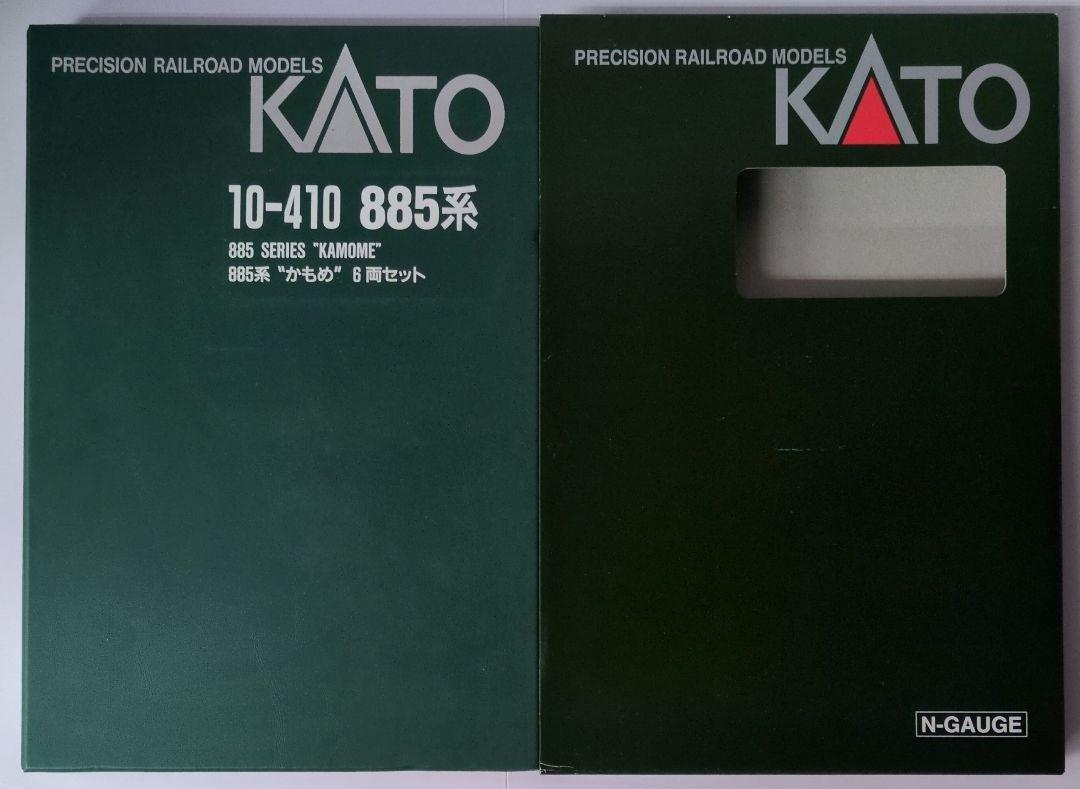 PRECISION RAILROAD MODELS
KATO
10-410 885系
885 SERIES "KAMOME"
885系 "かもめ" 6両セット
PRECISION RAILROAD MODELS
KATO
N-GAUGE